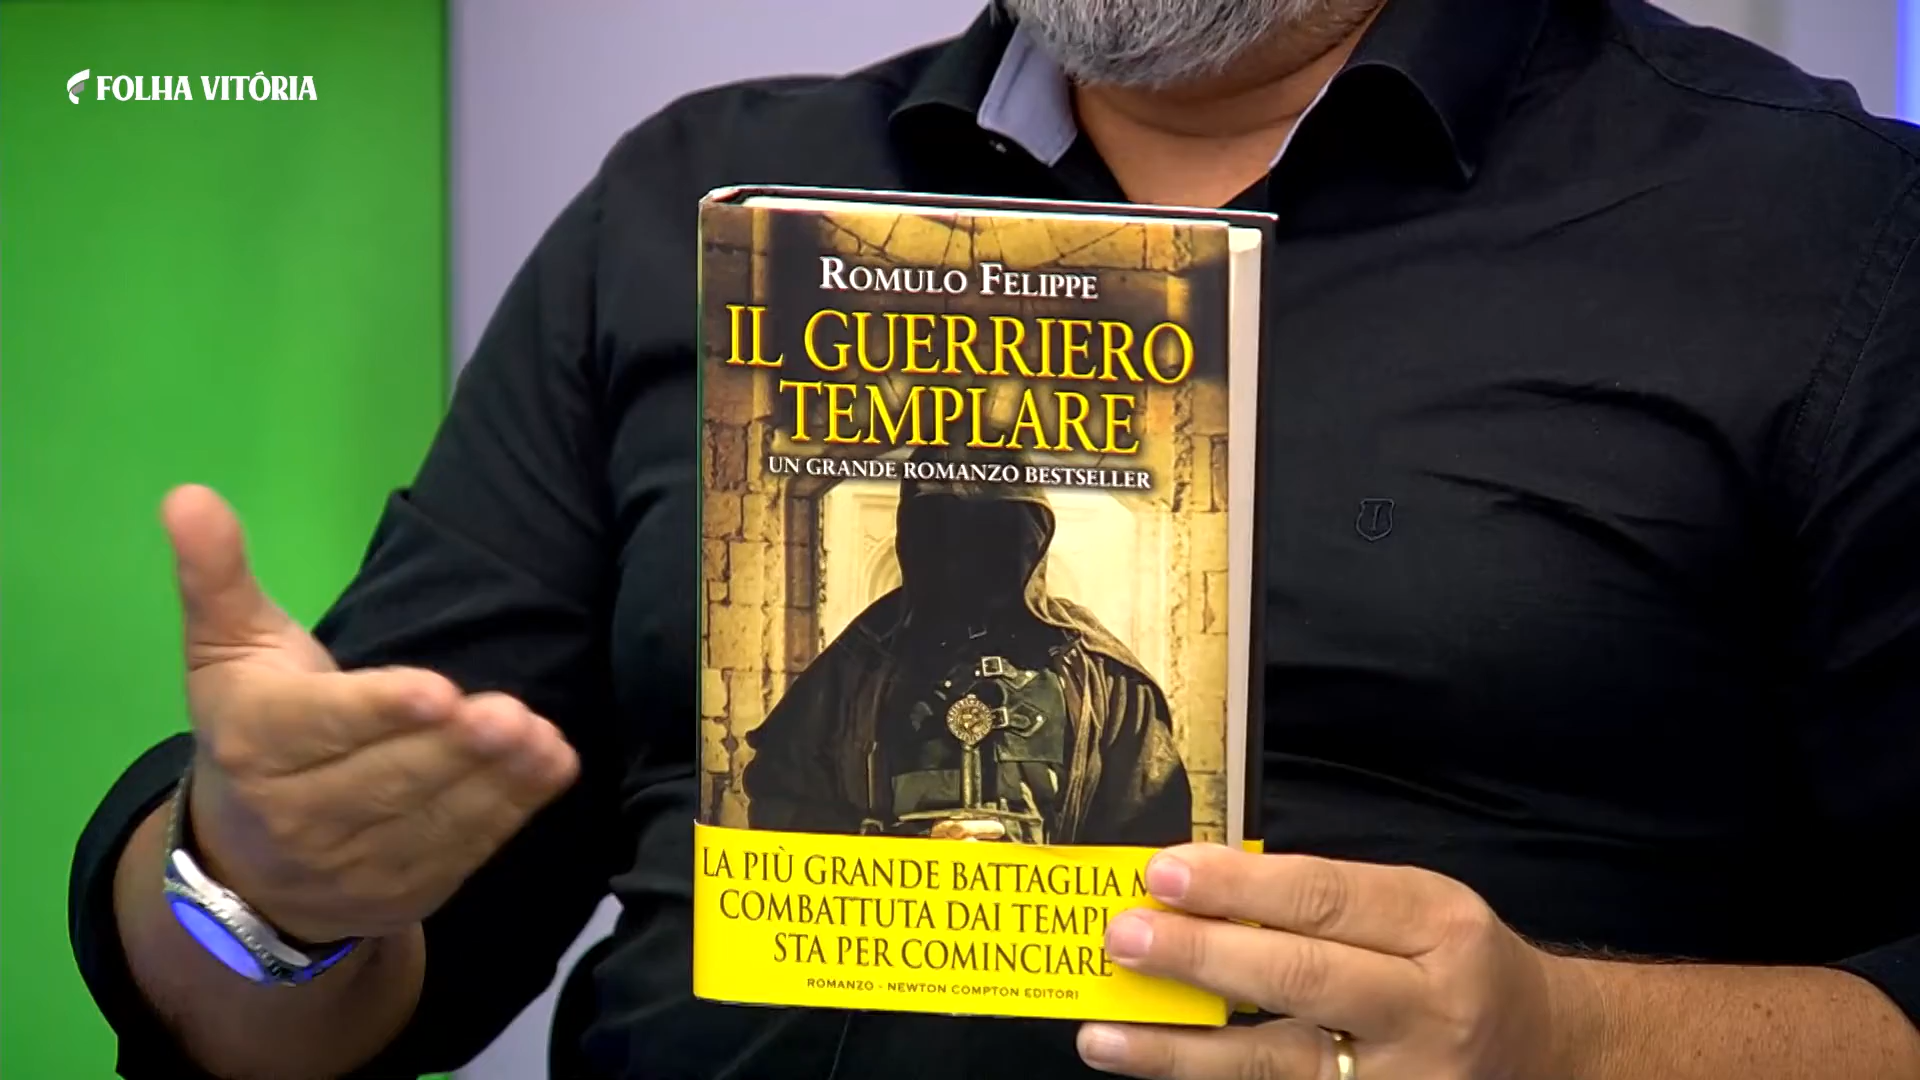 FOLHA VITÓRIA
ROMULO FELIPPE
IL GUERRIERO
TEMPLARE
UN GRANDE ROMANZO BESTSELLER
LA PIÙ GRANDE BATTAGLIA
COMBATTUTA DAI
STA PER COMINCIARE
ROMANZO - NEWTON COMPTON EDITORI